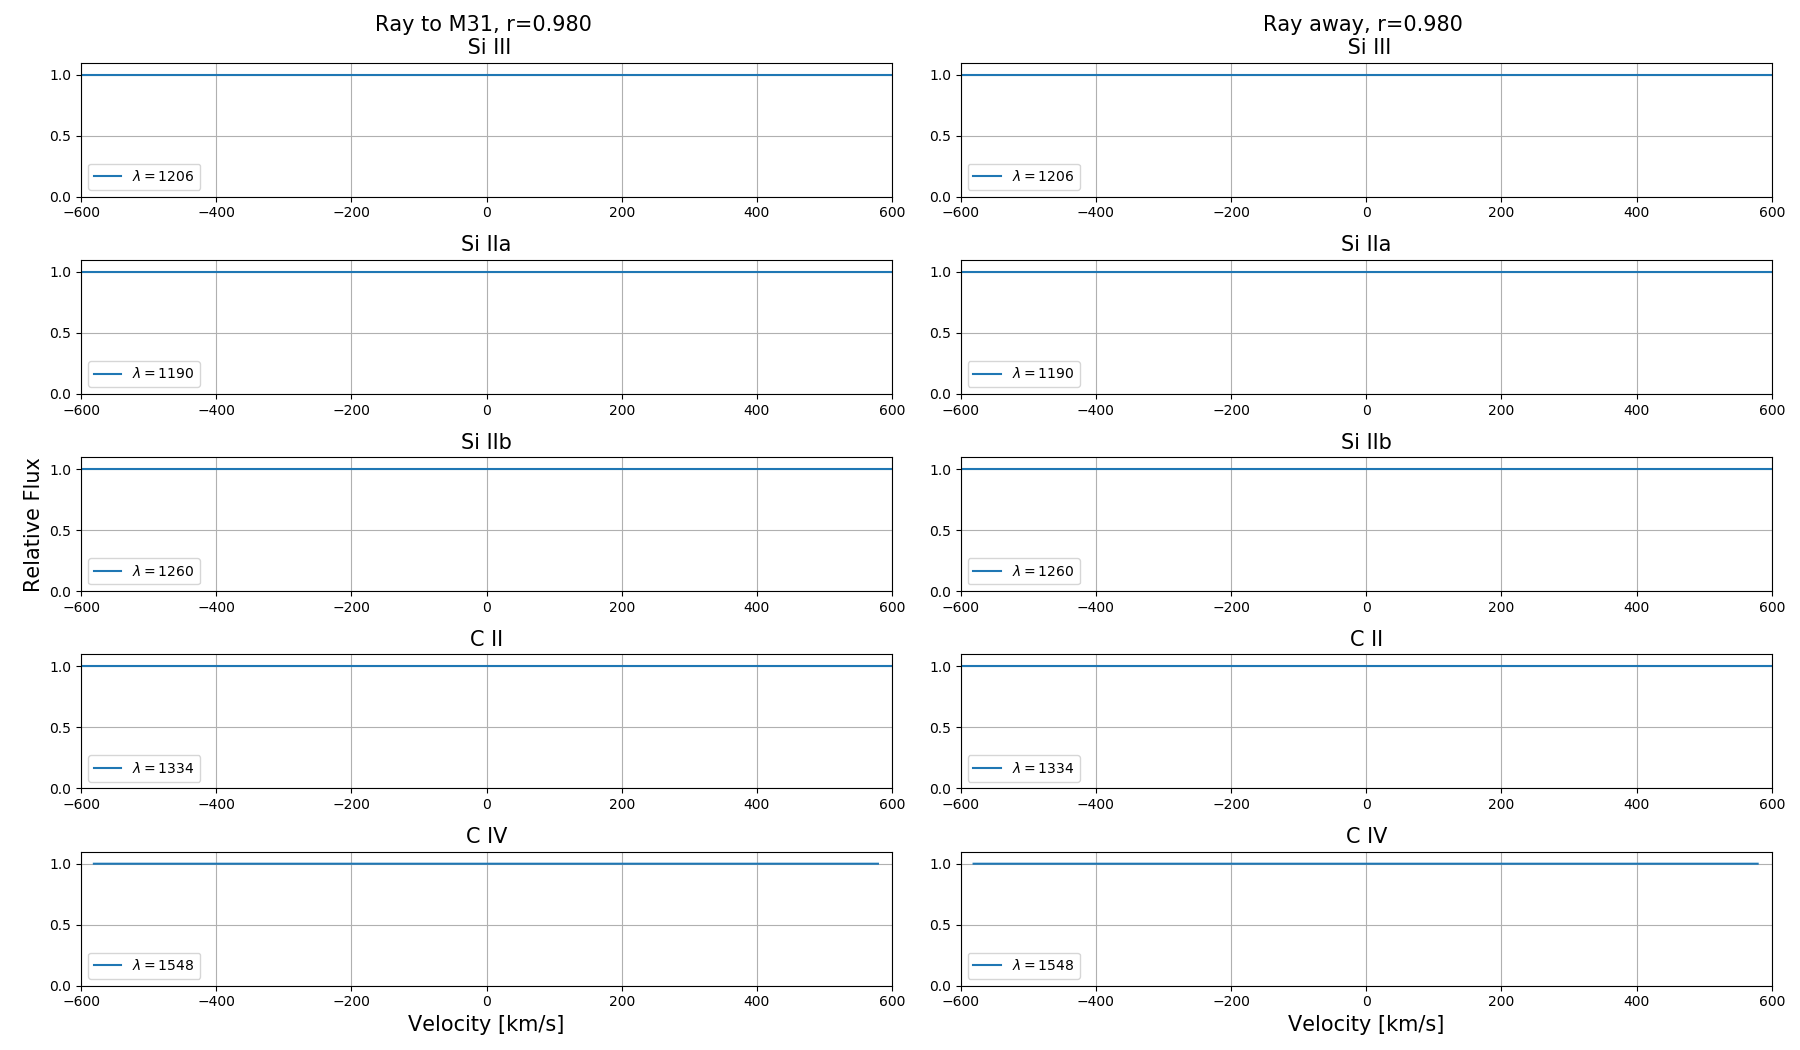 Ray to M31, r=0.980
Si III
1.0
0.5
0.0
λ = 1206
−600 −400 −200 0 200 400 600
Si IIa
1.0
0.5
0.0
λ = 1190
−600 −400 −200 0 200 400 600
Si IIb
1.0
0.5
0.0
λ = 1260
−600 −400 −200 0 200 400 600
Relative Flux
C II
1.0
0.5
0.0
λ = 1334
−600 −400 −200 0 200 400 600
C IV
1.0
0.5
0.0
λ = 1548
−600 −400 −200 0 200 400 600
Velocity [km/s]
Ray away, r=0.980
Si III
1.0
0.5
0.0
λ = 1206
−600 −400 −200 0 200 400 600
Si IIa
1.0
0.5
0.0
λ = 1190
−600 −400 −200 0 200 400 600
Si IIb
1.0
0.5
0.0
λ = 1260
−600 −400 −200 0 200 400 600
C II
1.0
0.5
0.0
λ = 1334
−600 −400 −200 0 200 400 600
C IV
1.0
0.5
0.0
λ = 1548
−600 −400 −200 0 200 400 600
Velocity [km/s]